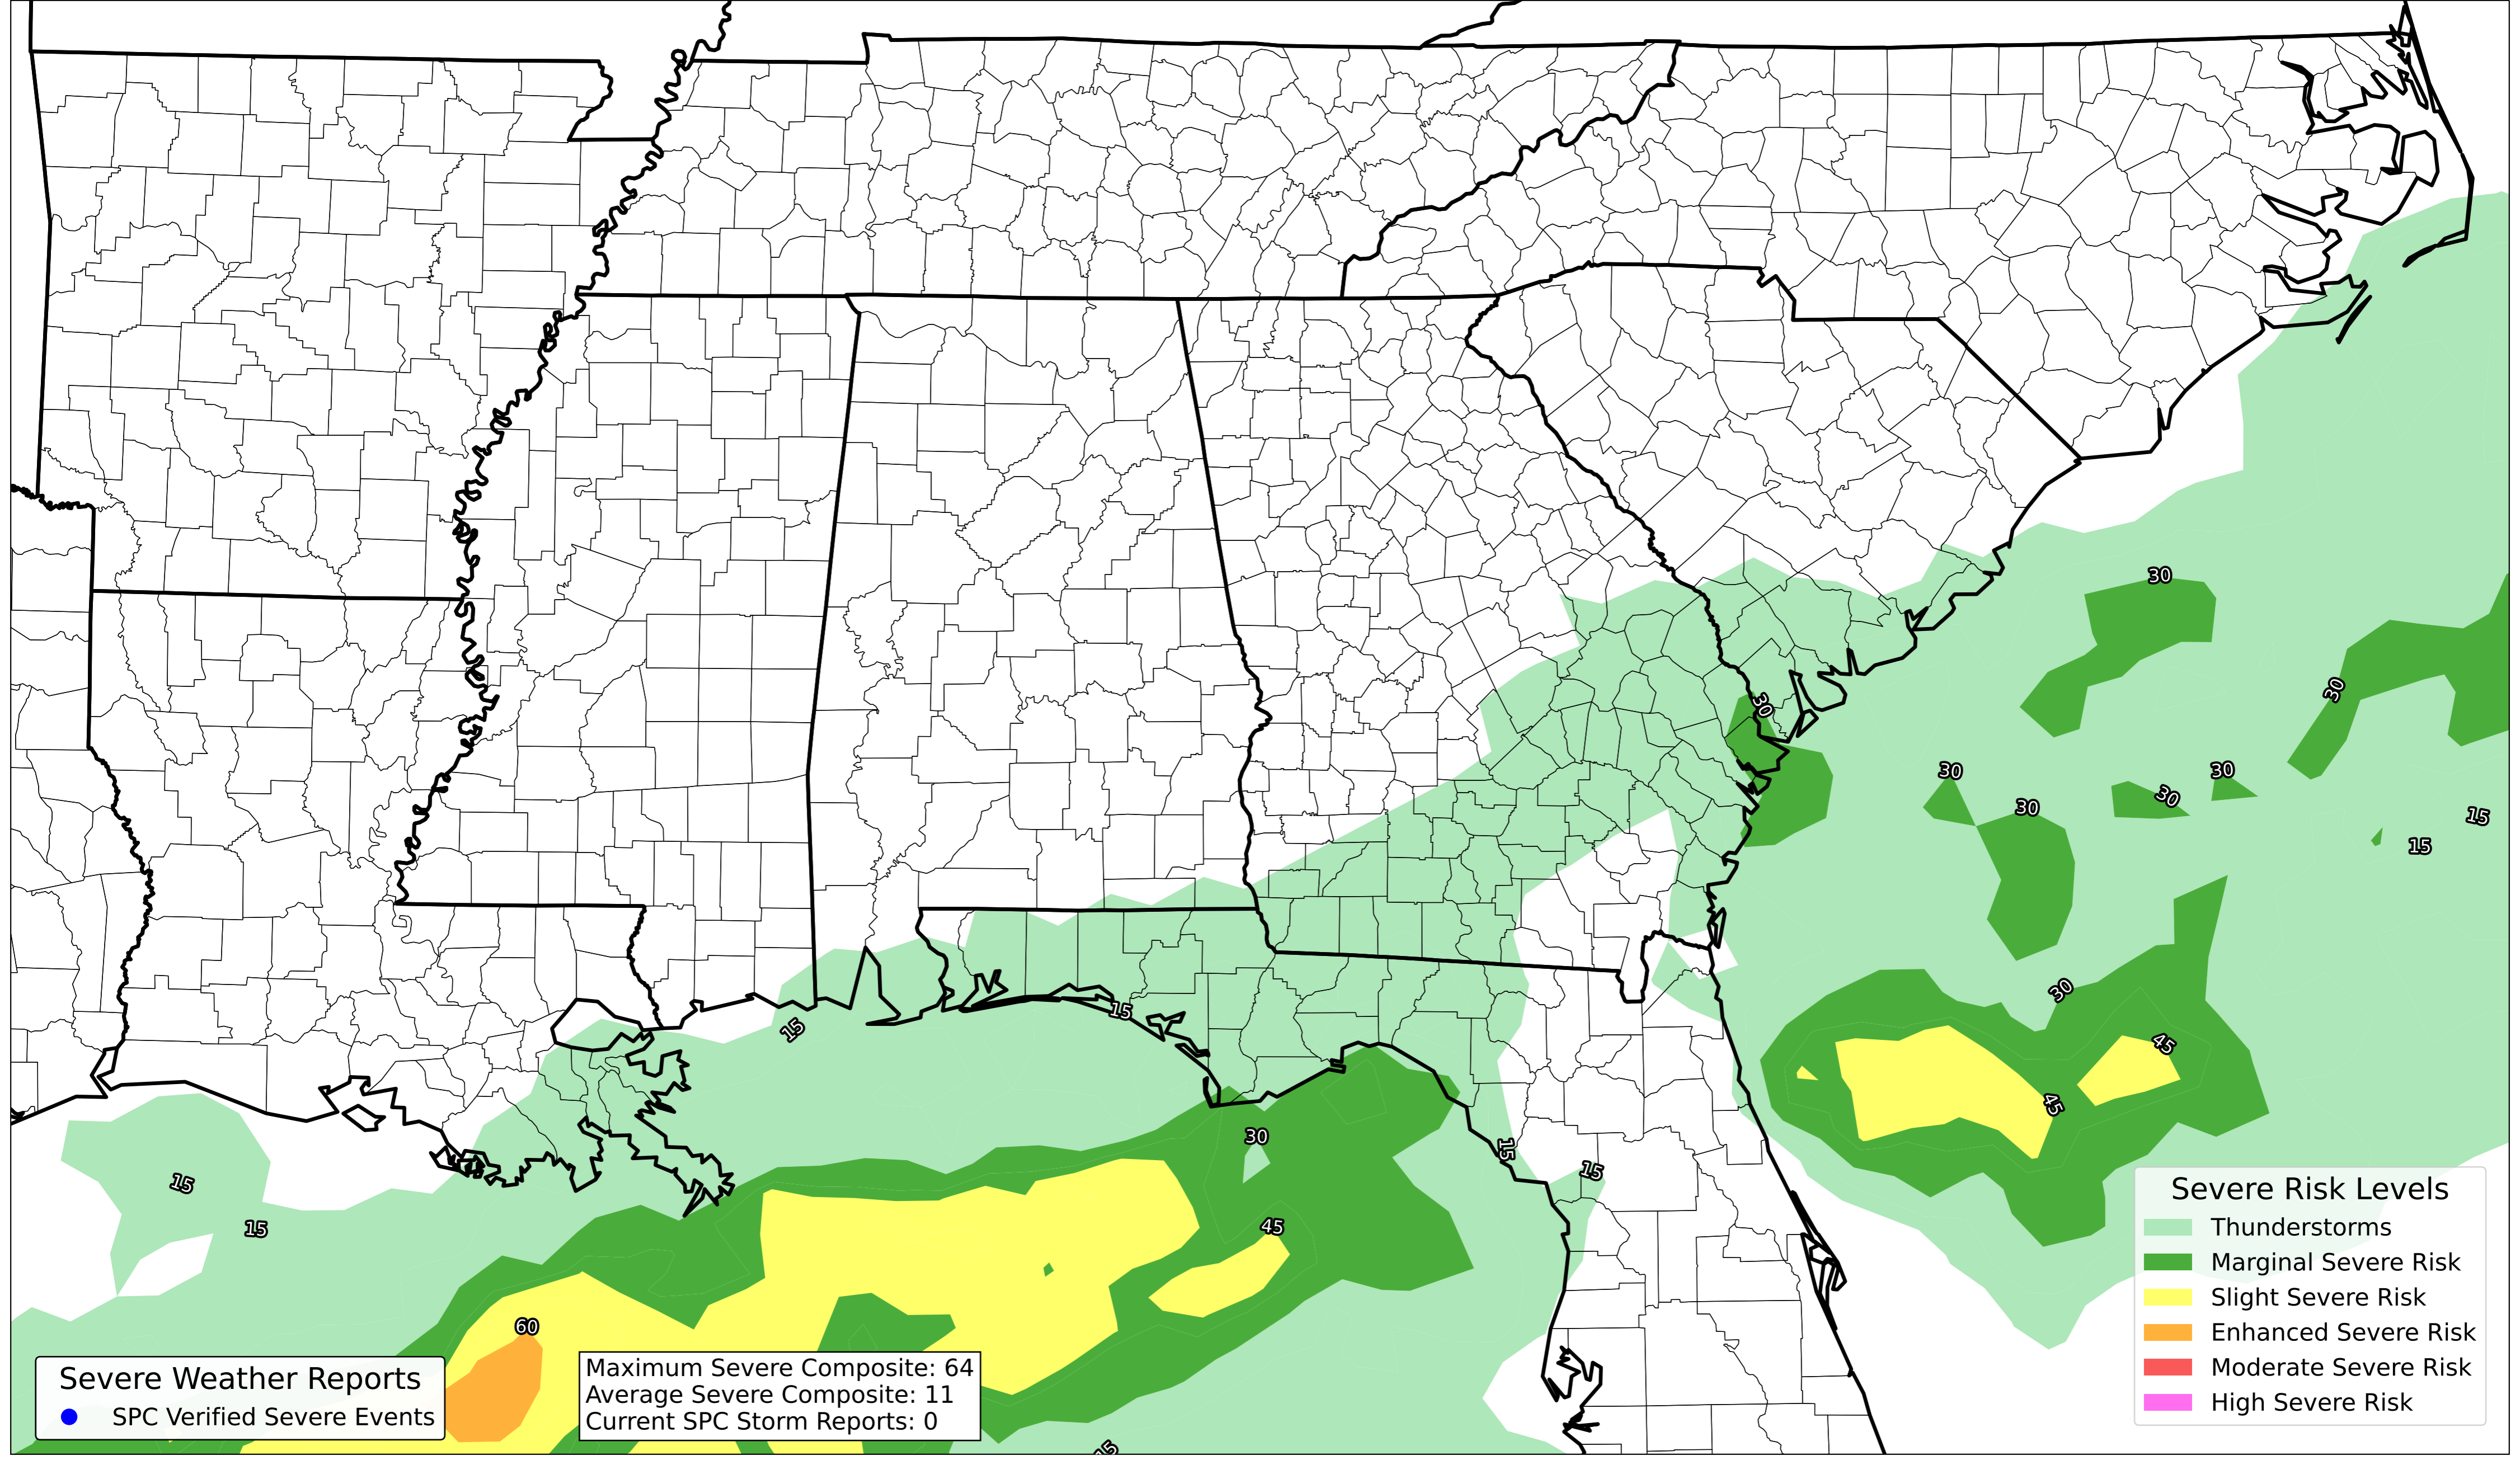 30
30
30
30
30
30
30
15
15
30
15
15
45
45
30
15
15
15
15
45
60
15
Severe Risk Levels
Thunderstorms
Marginal Severe Risk
Slight Severe Risk
Enhanced Severe Risk
Moderate Severe Risk
High Severe Risk
Severe Weather Reports
SPC Verified Severe Events
Maximum Severe Composite: 64
Average Severe Composite: 11
Current SPC Storm Reports: 0